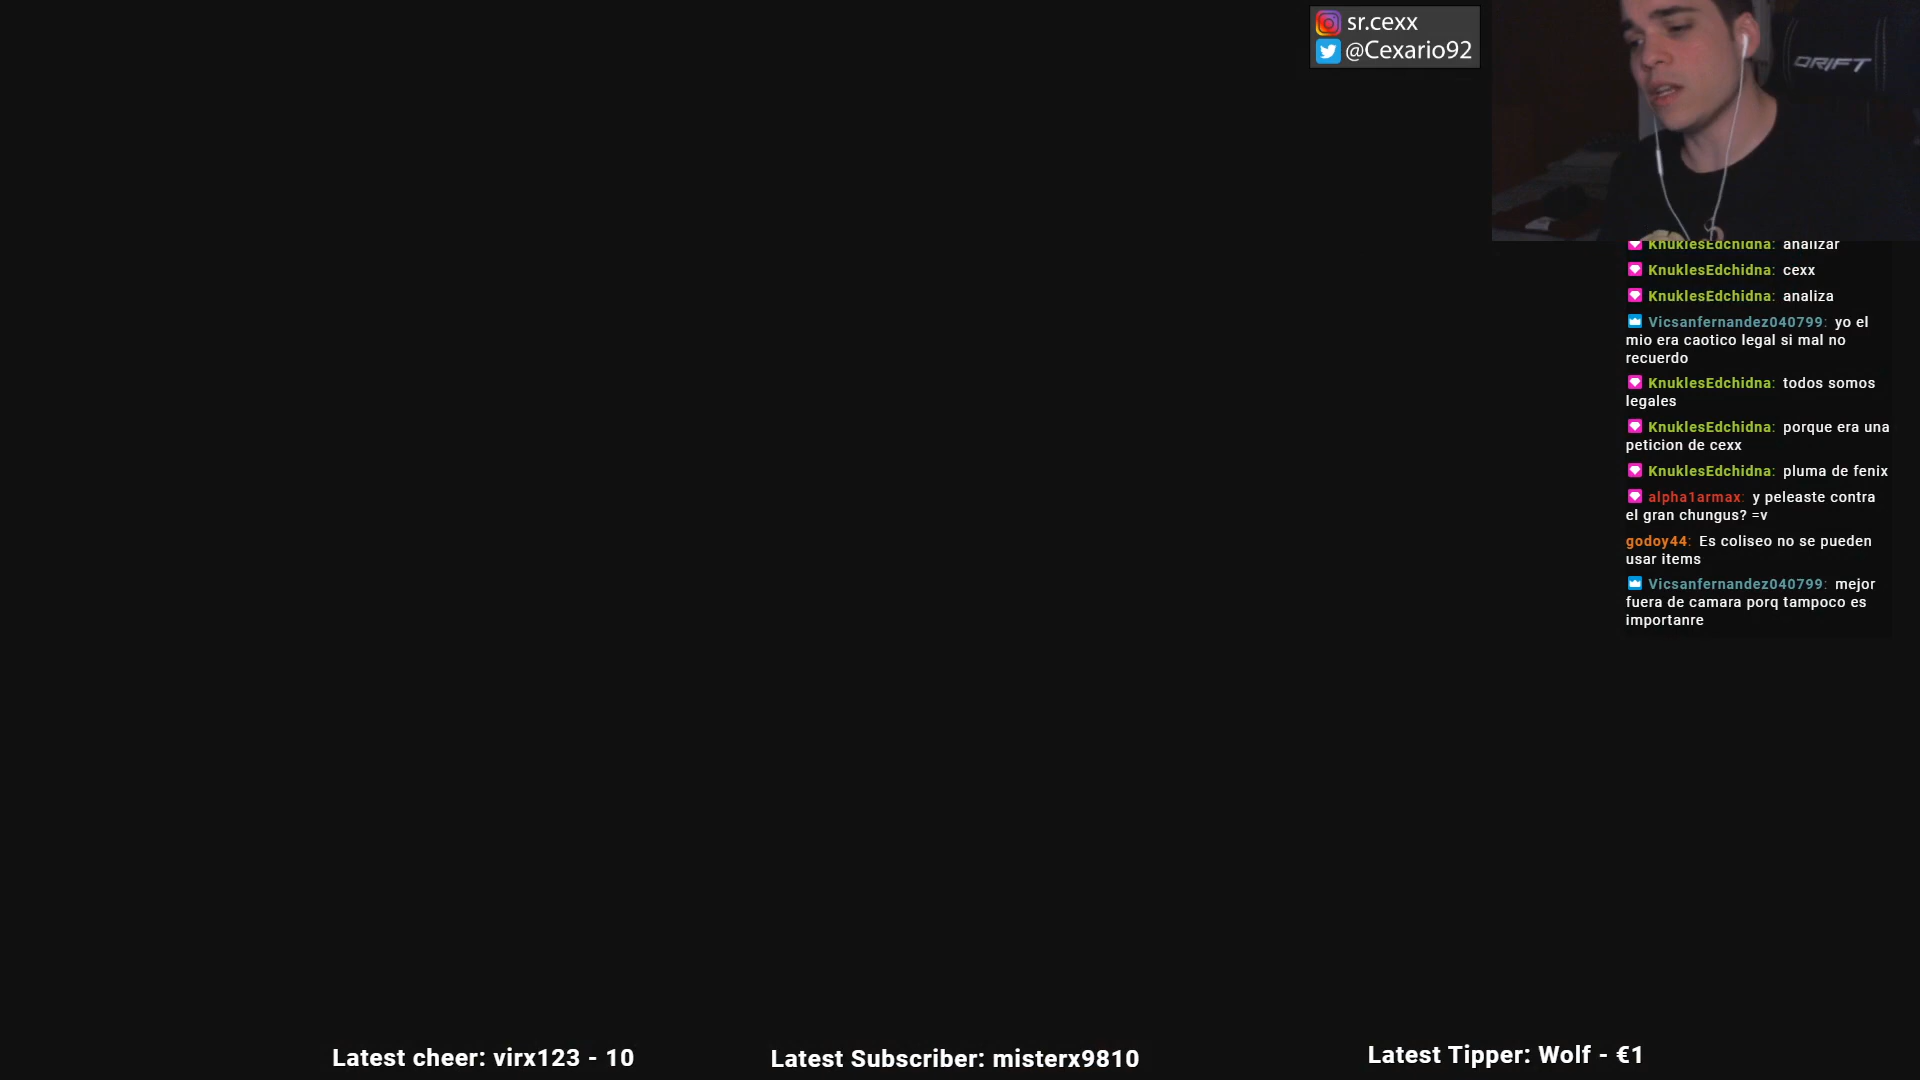 sr.cexx
@Cexario92
DRIFT
KnuklesEdchidna: analizar
KnuklesEdchidna: cexx
KnuklesEdchidna: analiza
Vicsanfernandez040799: yo el
mio era caotico legal si mal no
recuerdo
KnuklesEdchidna: todos somos
legales
KnuklesEdchidna: porque era una
peticion de cexx
KnuklesEdchidna: pluma de fenix
alpha1armax: y peleaste contra
el gran chungus? =v
godoy44: Es coliseo no se pueden
usar items
Vicsanfernandez040799: mejor
fuera de camara porq tampoco es
importanre
Latest cheer: virx123 - 10
Latest Subscriber: misterx9810
Latest Tipper: Wolf - €1